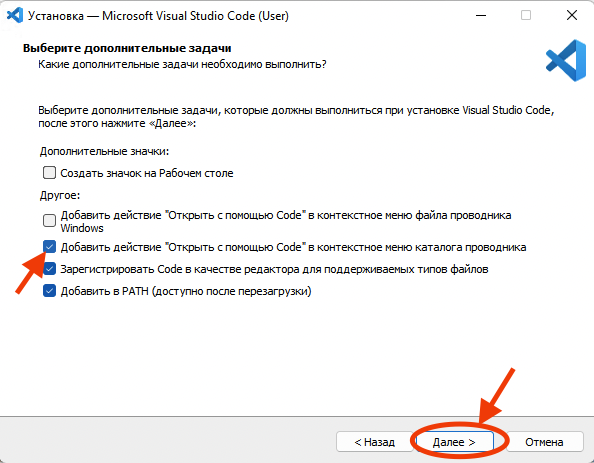 Установка — Microsoft Visual Studio Code (User)
Выберите дополнительные задачи
Какие дополнительные задачи необходимо выполнить?
Выберите дополнительные задачи, которые должны выполниться при установке Visual Studio Code,
после этого нажмите «Далее»:
Дополнительные значки:
Создать значок на Рабочем столе
Другое:
Добавить действие "Открыть с помощью Code" в контекстное меню файла проводника
Windows
Добавить действие "Открыть с помощью Code" в контекстное меню каталога проводника
Зарегистрировать Code в качестве редактора для поддерживаемых типов файлов
Добавить в PATH (доступно после перезагрузки)
< Назад
Далее >
Отмена